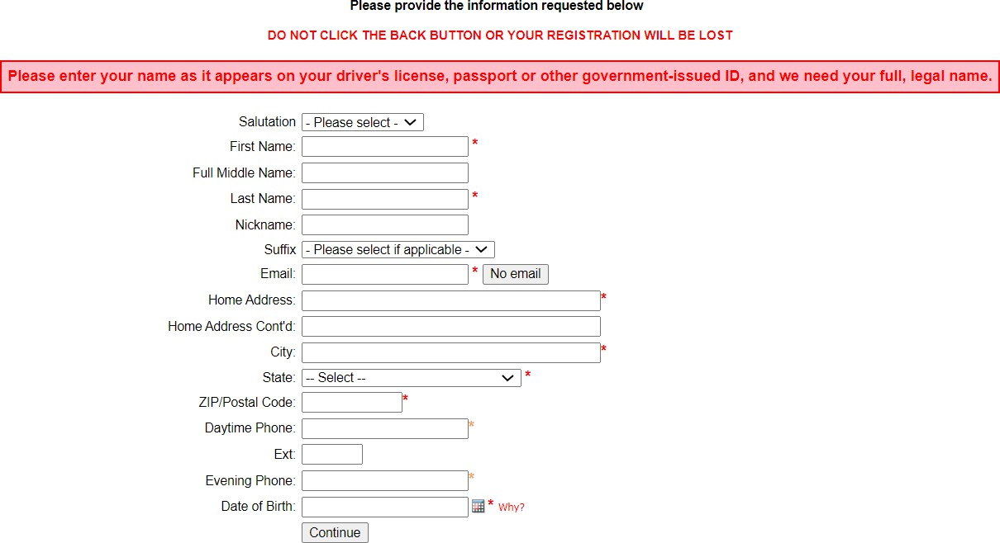 Please provide the information requested below
DO NOT CLICK THE BACK BUTTON OR YOUR REGISTRATION WILL BE LOST
Please enter your name as it appears on your driver's license, passport or other government-issued ID, and we need your full, legal name.
Salutation - Please select -
First Name: *
Full Middle Name:
Last Name: *
Nickname:
Suffix - Please select if applicable -
Email: * No email
Home Address: *
Home Address Cont'd:
City: *
State: -- Select -- *
ZIP/Postal Code: *
Daytime Phone: *
Ext:
Evening Phone: *
Date of Birth: * Why?
Continue